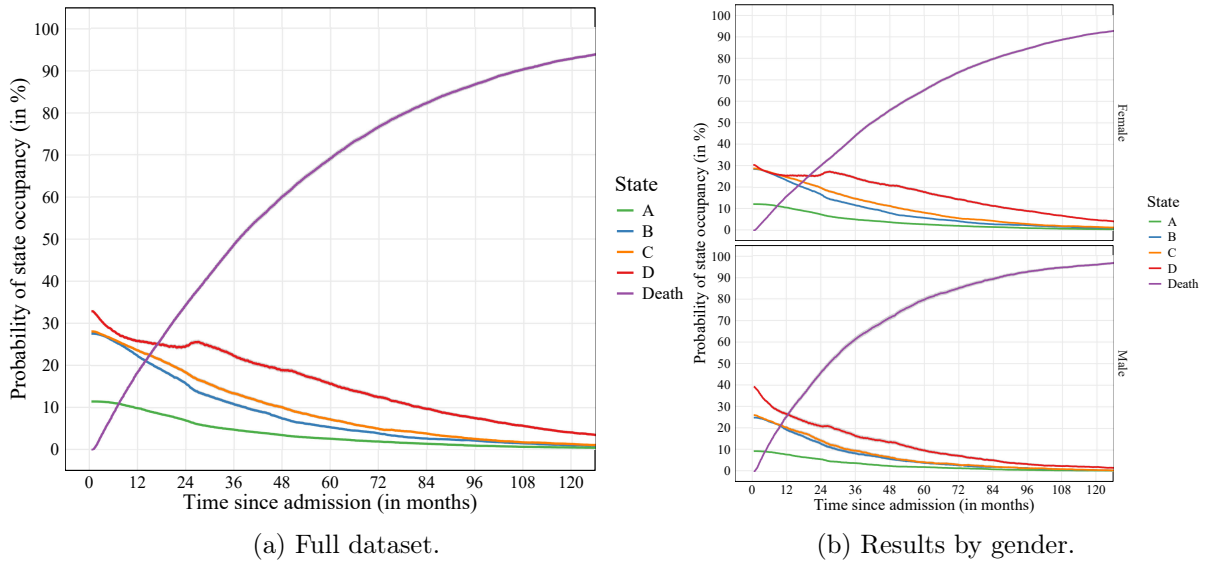 Probability of state occupancy (in %)
100
90
80
70
60
50
40
30
20
10
0
0 12 24 36 48 60 72 84 96 108 120
Time since admission (in months)
State
A
B
C
D
Death
(a) Full dataset.
Probability of state occupancy (in %)
100
90
80
70
60
50
40
30
20
10
0
Female
100
90
80
70
60
50
40
30
20
10
0
Male
0 12 24 36 48 60 72 84 96 108 120
Time since admission (in months)
State
A
B
C
D
Death
(b) Results by gender.